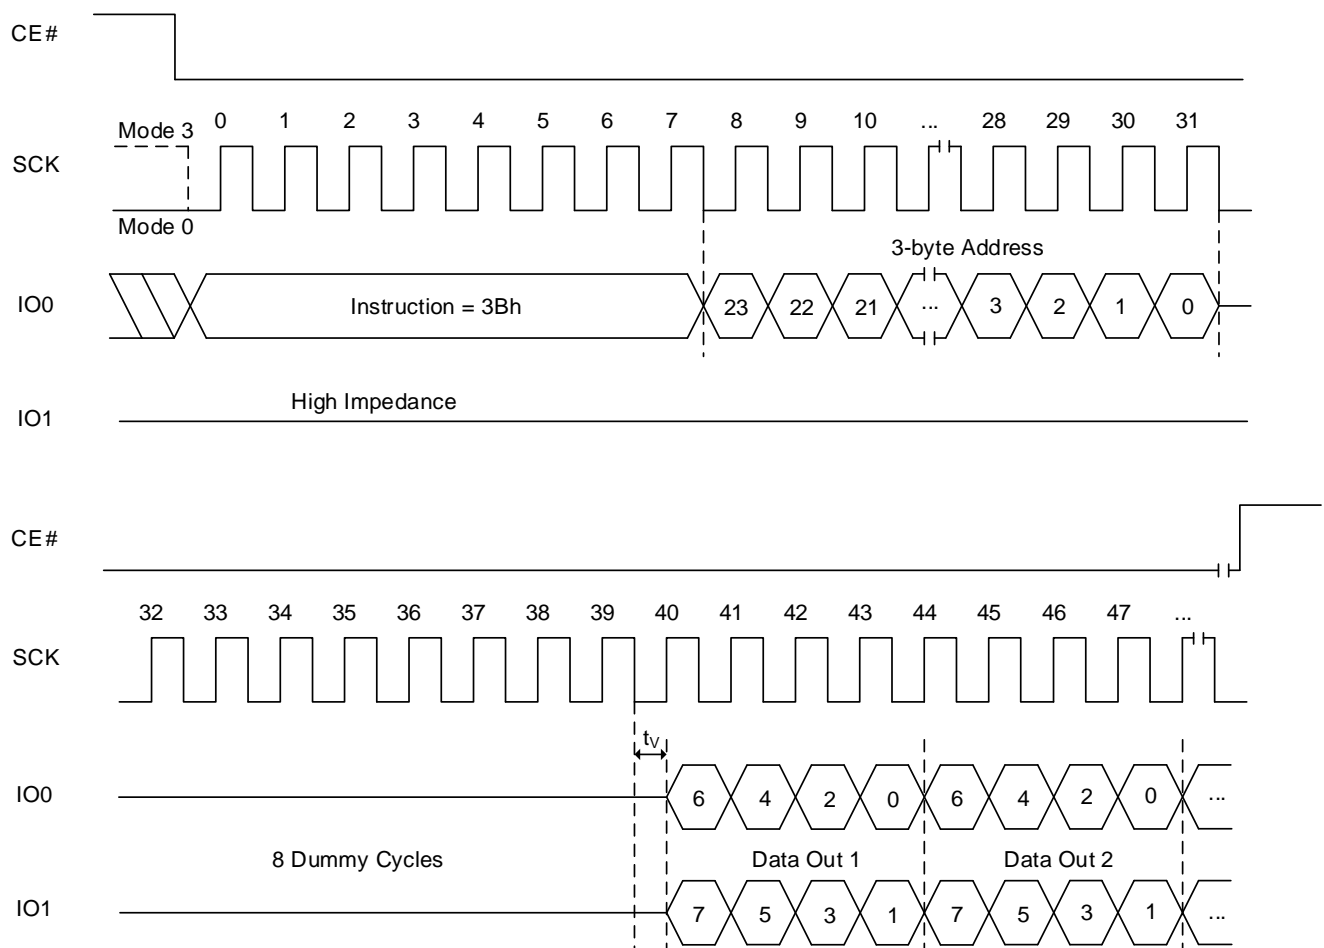 CE#
Mode 3 0 1 2 3 4 5 6 7 8 9 10 ... 28 29 30 31
SCK
Mode 0
3-byte Address
IO0 Instruction = 3Bh 23 22 21 ... 3 2 1 0
High Impedance
IO1
CE#
32 33 34 35 36 37 38 39 40 41 42 43 44 45 46 47 ...
SCK
tV
IO0 6 4 2 0 6 4 2 0 ...
8 Dummy Cycles Data Out 1 Data Out 2
IO1 7 5 3 1 7 5 3 1 ...